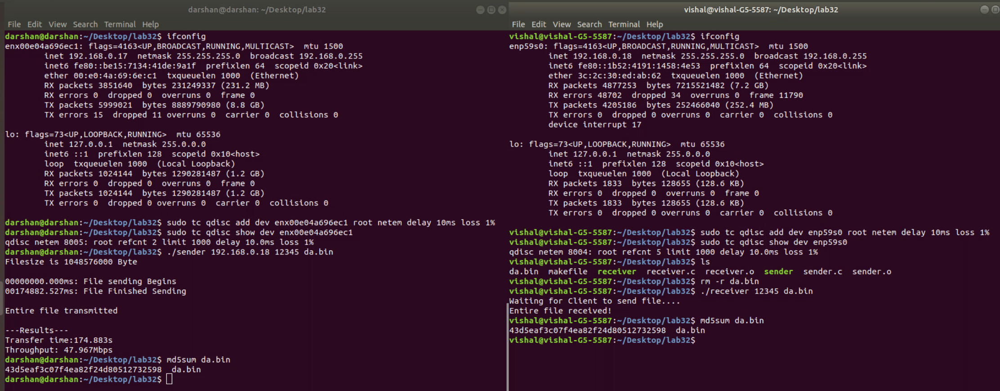 darshan@darshan: ~/Desktop/lab32
File Edit View Search Terminal Help
darshan@darshan:~/Desktop/lab32$ ifconfig
enx00e04a696ec1: flags=4163<UP,BROADCAST,RUNNING,MULTICAST>  mtu 1500
        inet 192.168.0.17  netmask 255.255.255.0  broadcast 192.168.0.255
        inet6 fe80::be15:7134:41de:9a1f  prefixlen 64  scopeid 0x20<link>
        ether 00:e0:4a:69:6e:c1  txqueuelen 1000  (Ethernet)
        RX packets 3851640  bytes 231249337 (231.2 MB)
        RX errors 0  dropped 0  overruns 0  frame 0
        TX packets 5999021  bytes 8889790980 (8.8 GB)
        TX errors 15  dropped 11 overruns 0  carrier 0  collisions 0

lo: flags=73<UP,LOOPBACK,RUNNING>  mtu 65536
        inet 127.0.0.1  netmask 255.0.0.0
        inet6 ::1  prefixlen 128  scopeid 0x10<host>
        loop  txqueuelen 1000  (Local Loopback)
        RX packets 1024144  bytes 1290281487 (1.2 GB)
        RX errors 0  dropped 0  overruns 0  frame 0
        TX packets 1024144  bytes 1290281487 (1.2 GB)
        TX errors 0  dropped 0 overruns 0  carrier 0  collisions 0

darshan@darshan:~/Desktop/lab32$ sudo tc qdisc add dev enx00e04a696ec1 root netem delay 10ms loss 1%
darshan@darshan:~/Desktop/lab32$ sudo tc qdisc show dev enx00e04a696ec1
qdisc netem 8005: root refcnt 2 limit 1000 delay 10.0ms loss 1%
darshan@darshan:~/Desktop/lab32$ ./sender 192.168.0.18 12345 da.bin
Filesize is 1048576000 Byte

00000000.000ms: File sending Begins
00174882.527ms: File Finished Sending

Entire file transmitted

---Results---
Transfer time:174.883s
Throughput: 47.967Mbps
darshan@darshan:~/Desktop/lab32$ md5sum da.bin
43d5eaf3c07f4ea82f24d80512732598  da.bin
darshan@darshan:~/Desktop/lab32$
vishal@vishal-G5-5587: ~/Desktop/lab32
File Edit View Search Terminal Help
vishal@vishal-G5-5587:~/Desktop/lab32$ ifconfig
enp59s0: flags=4163<UP,BROADCAST,RUNNING,MULTICAST>  mtu 1500
        inet 192.168.0.18  netmask 255.255.255.0  broadcast 192.168.0.255
        inet6 fe80::1b52:4191:1458:4e53  prefixlen 64  scopeid 0x20<link>
        ether 3c:2c:30:ed:ab:62  txqueuelen 1000  (Ethernet)
        RX packets 4877253  bytes 7215521482 (7.2 GB)
        RX errors 48702  dropped 34  overruns 0  frame 11790
        TX packets 4205186  bytes 252466040 (252.4 MB)
        TX errors 0  dropped 0 overruns 0  carrier 0  collisions 0
        device interrupt 17

lo: flags=73<UP,LOOPBACK,RUNNING>  mtu 65536
        inet 127.0.0.1  netmask 255.0.0.0
        inet6 ::1  prefixlen 128  scopeid 0x10<host>
        loop  txqueuelen 1000  (Local Loopback)
        RX packets 1833  bytes 128655 (128.6 KB)
        RX errors 0  dropped 0  overruns 0  frame 0
        TX packets 1833  bytes 128655 (128.6 KB)
        TX errors 0  dropped 0 overruns 0  carrier 0  collisions 0

vishal@vishal-G5-5587:~/Desktop/lab32$ sudo tc qdisc add dev enp59s0 root netem delay 10ms loss 1%
vishal@vishal-G5-5587:~/Desktop/lab32$ sudo tc qdisc show dev enp59s0
qdisc netem 8004: root refcnt 5 limit 1000 delay 10.0ms loss 1%
vishal@vishal-G5-5587:~/Desktop/lab32$ ls
da.bin  makefile  receiver  receiver.c  receiver.o  sender  sender.c  sender.o
vishal@vishal-G5-5587:~/Desktop/lab32$ rm -r da.bin
vishal@vishal-G5-5587:~/Desktop/lab32$ ./receiver 12345 da.bin
Waiting for Client to send file....
Entire file received!
vishal@vishal-G5-5587:~/Desktop/lab32$ md5sum da.bin
43d5eaf3c07f4ea82f24d80512732598  da.bin
vishal@vishal-G5-5587:~/Desktop/lab32$